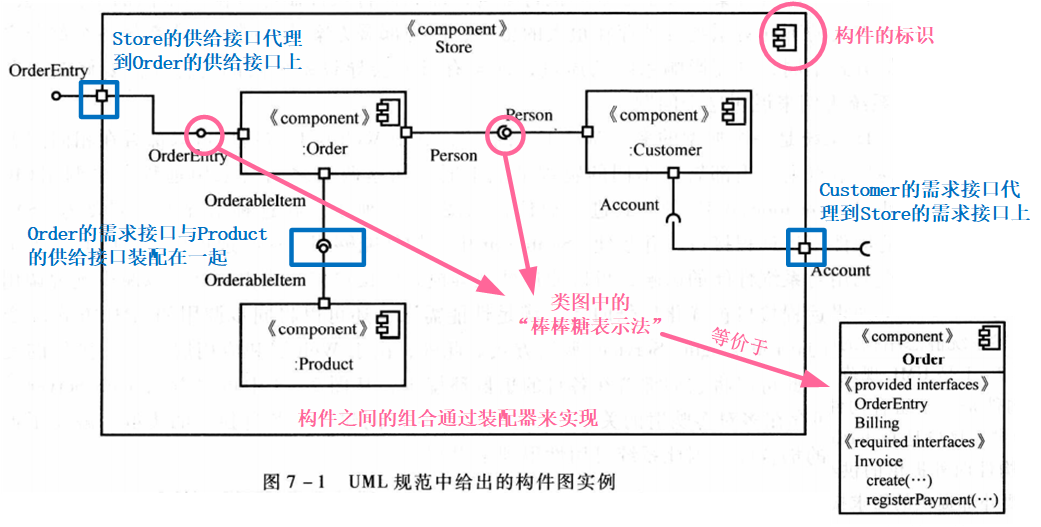 《component》
Store
构件的标识
Store的供给接口代理
到Order的供给接口上
OrderEntry
《component》
:Order
OrderEntry
Person
Person
《component》
:Customer
OrderableItem
Account
Customer的需求接口代
理到Store的需求接口上
Order的需求接口与Product
的供给接口装配在一起
OrderableItem
Account
类图中的
“棒棒糖表示法”
等价于
《component》
:Product
构件之间的组合通过装配器来实现
《component》
Order
《provided interfaces》
OrderEntry
Billing
《required interfaces》
Invoice
create(…)
registerPayment(…)
图 7-1 UML 规范中给出的构件图实例